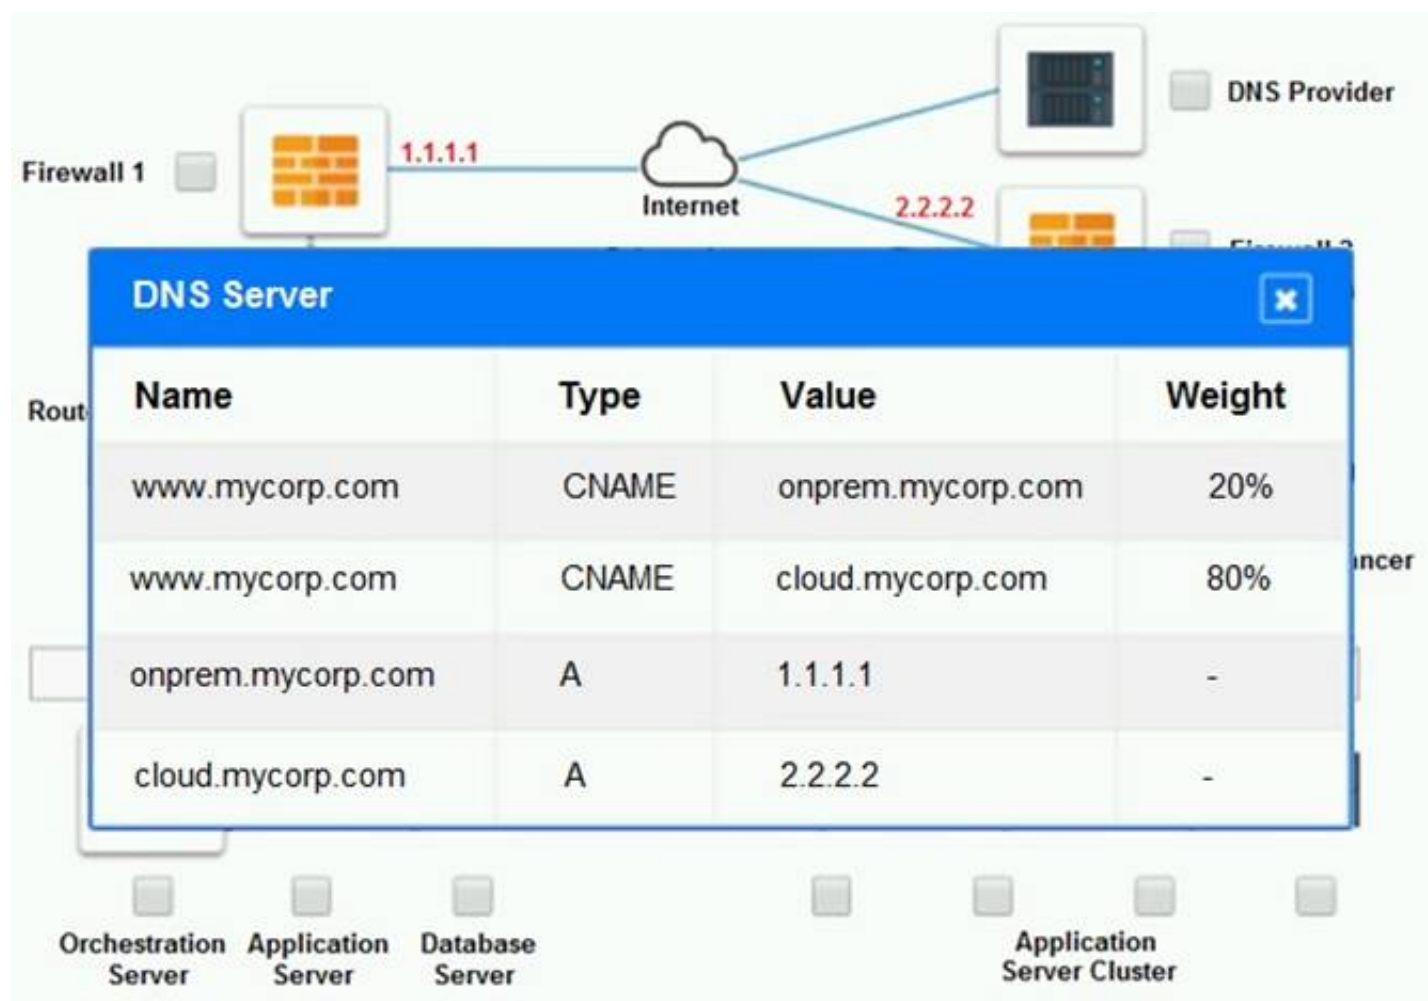 DNS Provider
Firewall 1
1.1.1.1
Internet
2.2.2.2
DNS Server
Name Type Value Weight
www.mycorp.com CNAME onprem.mycorp.com 20%
www.mycorp.com CNAME cloud.mycorp.com 80%
onprem.mycorp.com A 1.1.1.1 -
cloud.mycorp.com A 2.2.2.2 -
Orchestration Server
Application Server
Database Server
Application
Server Cluster